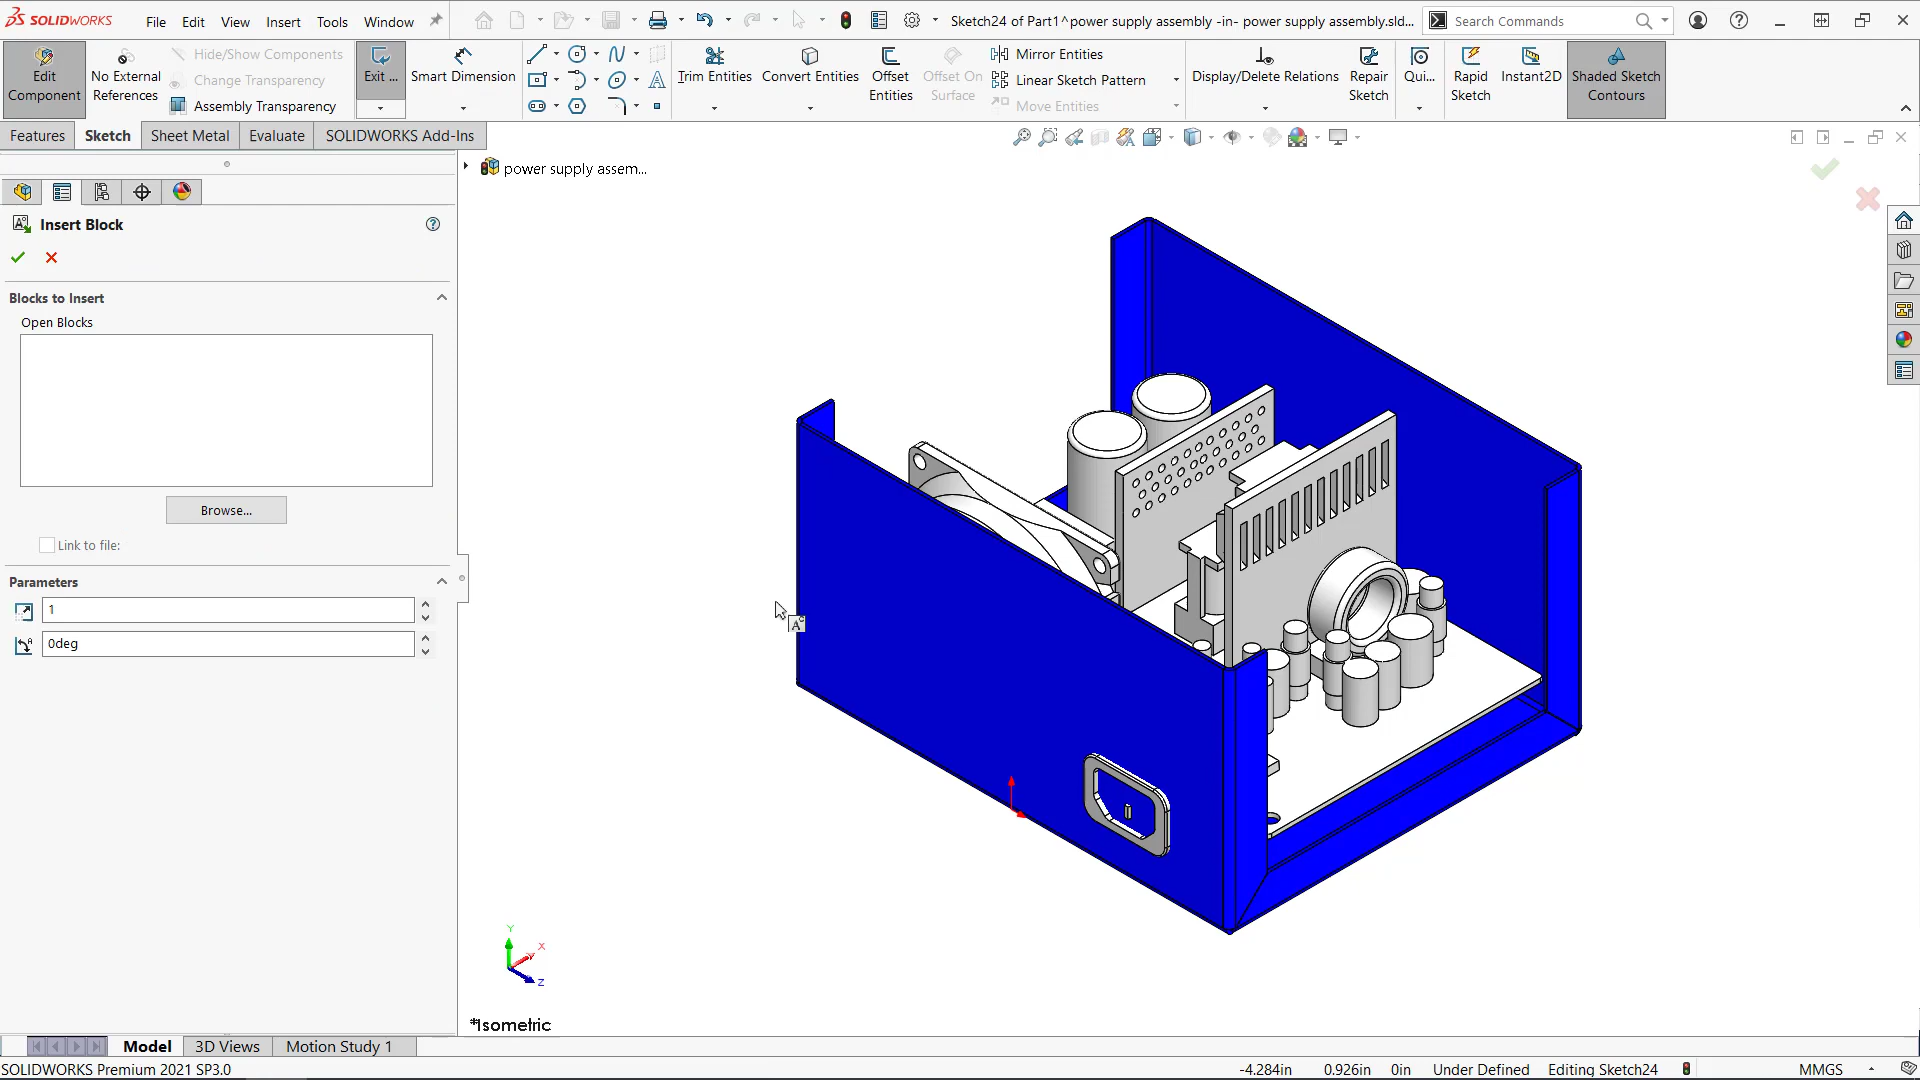 SOLIDWORKS
File Edit View Insert Tools Window
Sketch24 of Part1^power supply assembly -in- power supply assembly.sld...
Search Commands
Edit Component
No External References
Hide/Show Components
Change Transparency
Assembly Transparency
Exit ...
Smart Dimension
Trim Entities
Convert Entities
Offset Entities
Offset On Surface
Mirror Entities
Linear Sketch Pattern
Move Entities
Display/Delete Relations
Repair Sketch
Qui...
Rapid Sketch
Instant2D
Shaded Sketch Contours
Features Sketch Sheet Metal Evaluate SOLIDWORKS Add-Ins
power supply assem...
Insert Block
Blocks to Insert
Open Blocks
Browse...
Link to file:
Parameters
1
0deg
A
Y
X
Z
*Isometric
Model 3D Views Motion Study 1
SOLIDWORKS Premium 2021 SP3.0
-4.284in 0.926in 0in Under Defined Editing Sketch24 MMGS